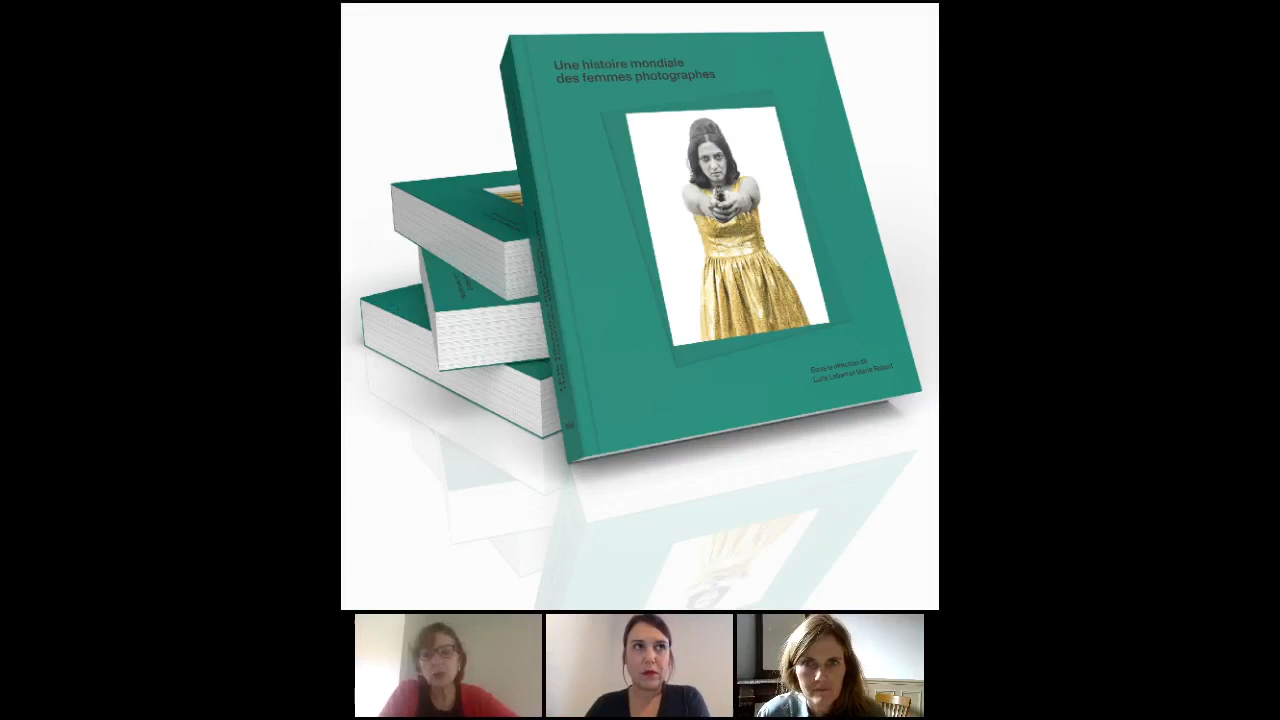 Une histoire mondiale
des femmes photographes
Sous la direction de
Luce Lebart et Marie Robert